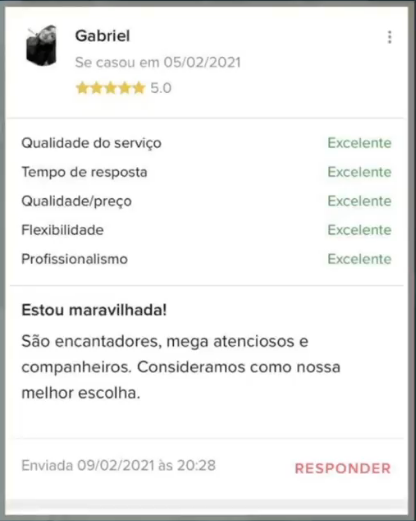 Gabriel
Se casou em 05/02/2021
5.0
Qualidade do serviço Excelente
Tempo de resposta Excelente
Qualidade/preço Excelente
Flexibilidade Excelente
Profissionalismo Excelente
Estou maravilhada!
São encantadores, mega atenciosos e
companheiros. Consideramos como nossa
melhor escolha.
Enviada 09/02/2021 às 20:28 RESPONDER